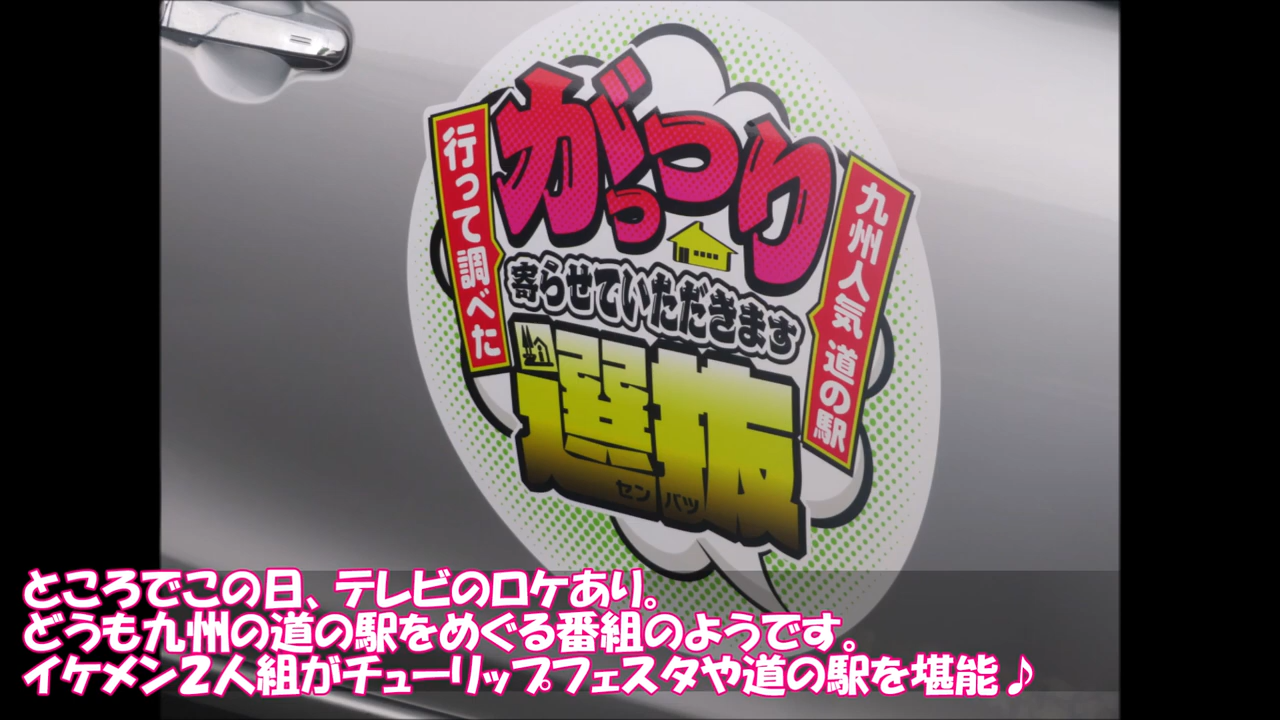 行って調べた
がっっつり
九州人気 道の駅
寄らせていただきます
選抜
センバツ
ところでこの日、テレビのロケあり。
どうも九州の道の駅をめぐる番組のようです。
イケメン２人組がチューリップフェスタや道の駅を堪能♪